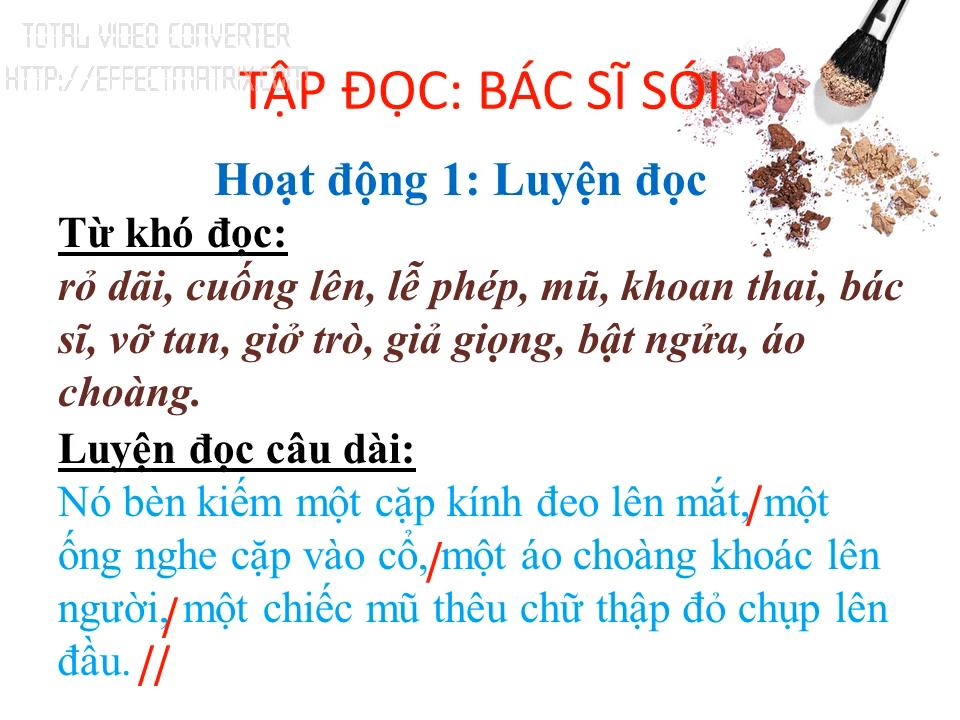 TOTAL VIDEO CONVERTER
HTTP://EFFECTMATRIX.COM
TẬP ĐỌC: BÁC SĨ SÓI
Hoạt động 1: Luyện đọc
Từ khó đọc:
rỏ dãi, cuống lên, lễ phép, mũ, khoan thai, bác
sĩ, vỡ tan, giở trò, giả giọng, bật ngửa, áo
choàng.
Luyện đọc câu dài:
Nó bèn kiếm một cặp kính đeo lên mắt,/ một
ống nghe cặp vào cổ,/ một áo choàng khoác lên
người,/ một chiếc mũ thêu chữ thập đỏ chụp lên
đầu. //